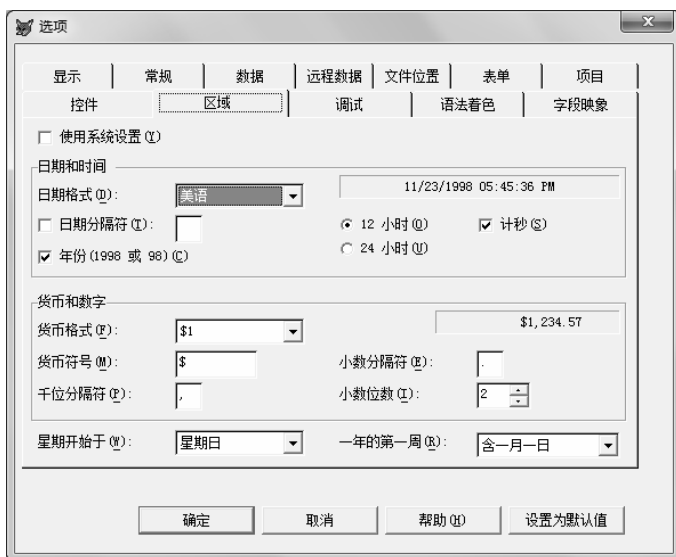 选项
显示 常规 数据 远程数据 文件位置 表单 项目
控件 区域 调试 语法着色 字段映象
使用系统设置(Y)
日期和时间
日期格式(D): 美语 11/23/1998 05:45:36 PM
日期分隔符(T): 12 小时(O) 计秒(S)
年份(1998 或 98)(C) 24 小时(U)
货币和数字
货币格式(F): $1 $1,234.57
货币符号(M): $ 小数分隔符(E): .
千位分隔符(P): , 小数位数(I): 2
星期开始于(W): 星期日 一年的第一周(R): 含一月一日
确定 取消 帮助(H) 设置为默认值